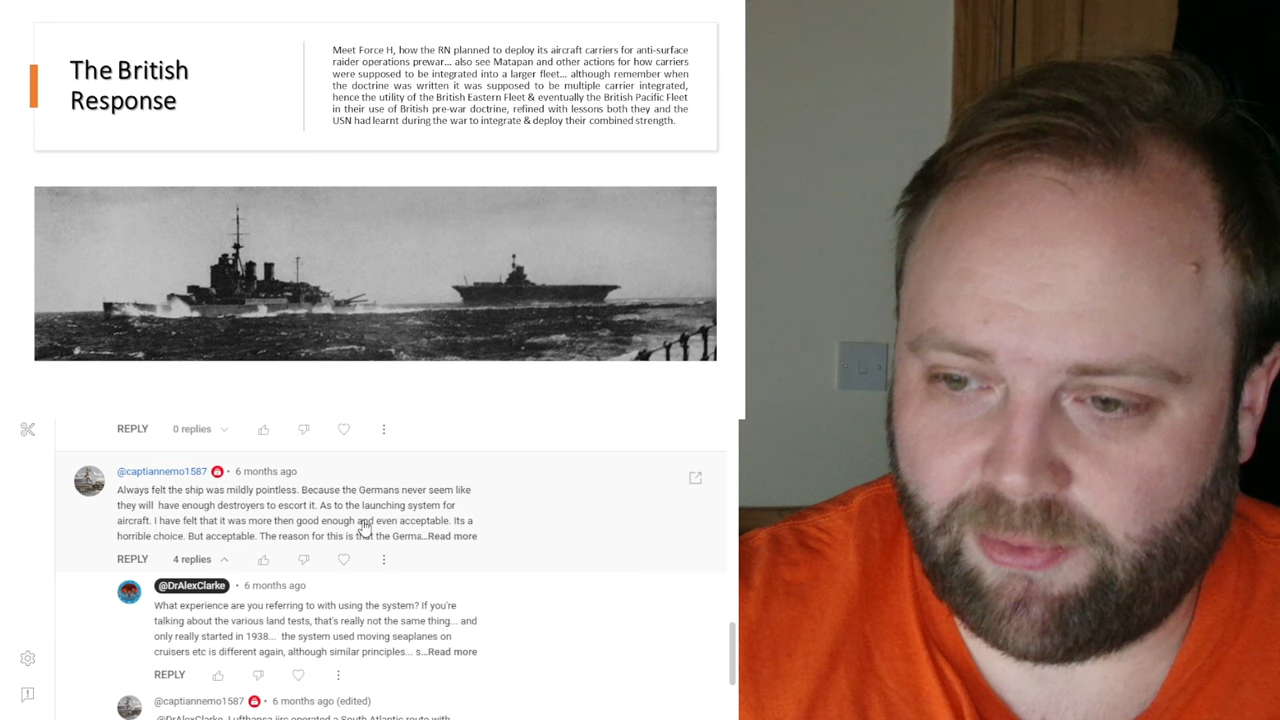 The British
Response
Meet Force H, how the RN planned to deploy its aircraft carriers for anti-surface
raider operations prewar... also see Matapan and other actions for how carriers
were supposed to be integrated into a larger fleet... although remember when
the doctrine was written it was supposed to be multiple carrier integrated,
hence the utility of the British Eastern Fleet & eventually the British Pacific Fleet
in their use of British pre-war doctrine, refined with lessons both they and the
USN had learnt during the war to integrate & deploy their combined strength.
REPLY 0 replies
@captiannemo1587 • 6 months ago
Always felt the ship was mildly pointless. Because the Germans never seem like
they will have enough destroyers to escort it. As to the launching system for
aircraft. I have felt that it was more then good enough and even acceptable. Its a
horrible choice. But acceptable. The reason for this is that the Germa...Read more
REPLY 4 replies
@DrAlexClarke • 6 months ago
What experience are you referring to with using the system? If you're
talking about the various land tests, that's really not the same thing... and
only really started in 1938... the system used moving seaplanes on
cruisers etc is different again, although similar principles... s...Read more
REPLY
@captiannemo1587 • 6 months ago (edited)
@DrAlexClarke Lufthansa iirc operated a South Atlantic route with